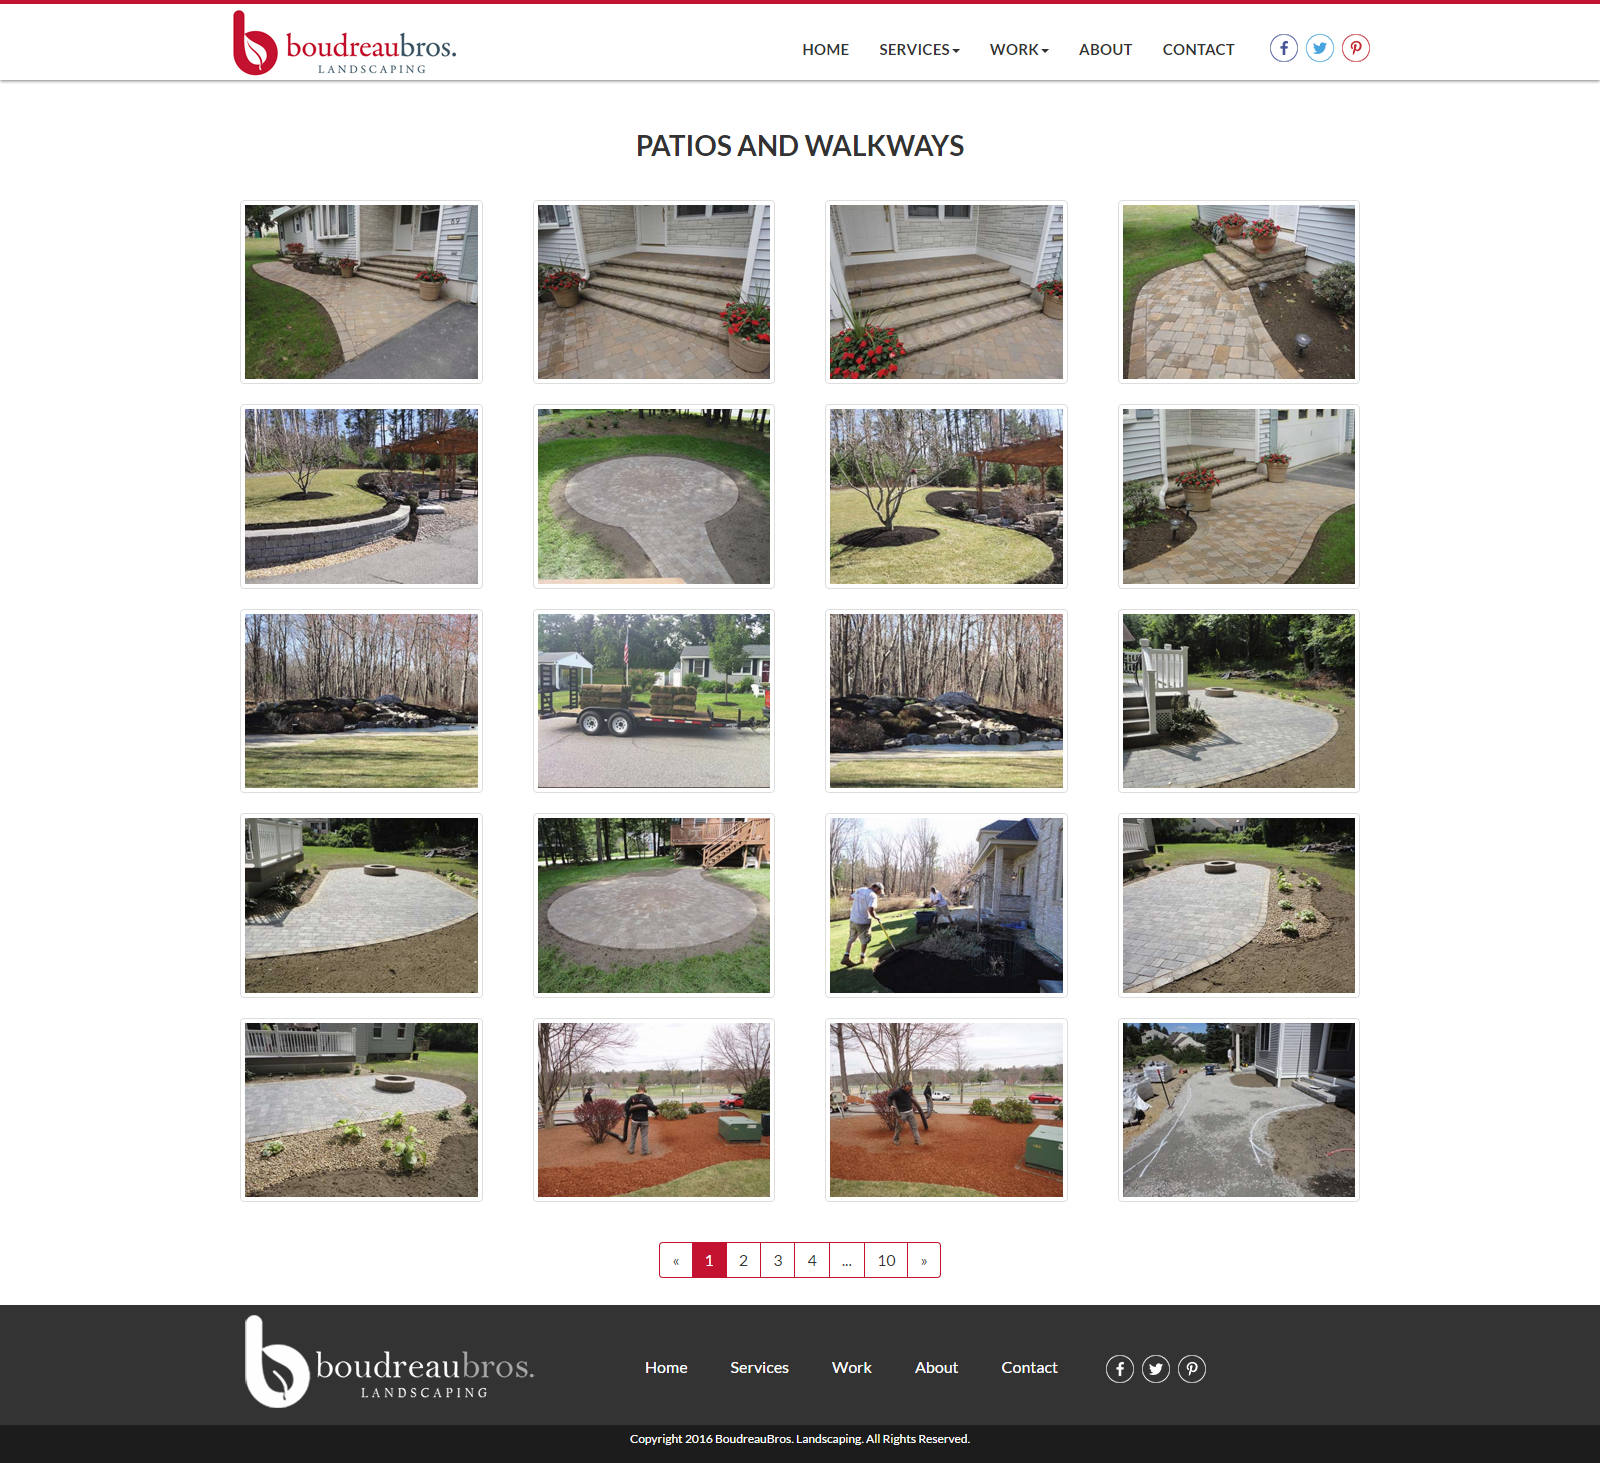 boudreaubros.
LANDSCAPING
HOME SERVICES WORK ABOUT CONTACT
PATIOS AND WALKWAYS
« 1 2 3 4 ... 10 »
boudreaubros.
LANDSCAPING
Home Services Work About Contact
Copyright 2016 BoudreauBros. Landscaping. All Rights Reserved.